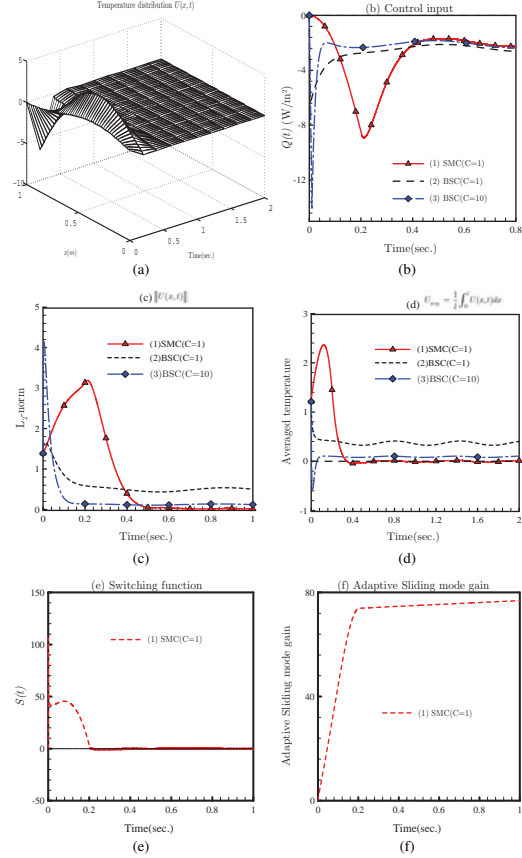 Temperature distribution U(x,t)
5
0
−5
−10
1
0.5
0
x(m)
0
0.5
1
1.5
2
Time(sec.)
(a)
(b) Control input
0
-4
-8
-12
Q(t) (W/m²)
(1) SMC(C=1)
(2) BSC(C=1)
(3) BSC(C=10)
0
0.2
0.4
0.6
0.8
Time(sec.)
(b)
(c) ‖U(x,t)‖
5
4
3
2
1
0
L₂-norm
(1)SMC(C=1)
(2)BSC(C=1)
(3)BSC(C=10)
0
0.2
0.4
0.6
0.8
1
Time(sec.)
(c)
(d)
3
2
1
0
-1
Averaged temperature
(1)SMC(C=1)
(2)BSC(C=1)
(3)BSC(C=10)
0
0.4
0.8
1.2
1.6
2
Time(sec.)
(d)
(e) Switching function
150
100
50
0
-50
S(t)
(1) SMC(C=1)
0
0.2
0.4
0.6
0.8
1
Time(sec.)
(e)
(f) Adaptive Sliding mode gain
80
40
0
Adaptive Sliding mode gain
(1) SMC(C=1)
0
0.2
0.4
0.6
0.8
1
Time(sec.)
(f)